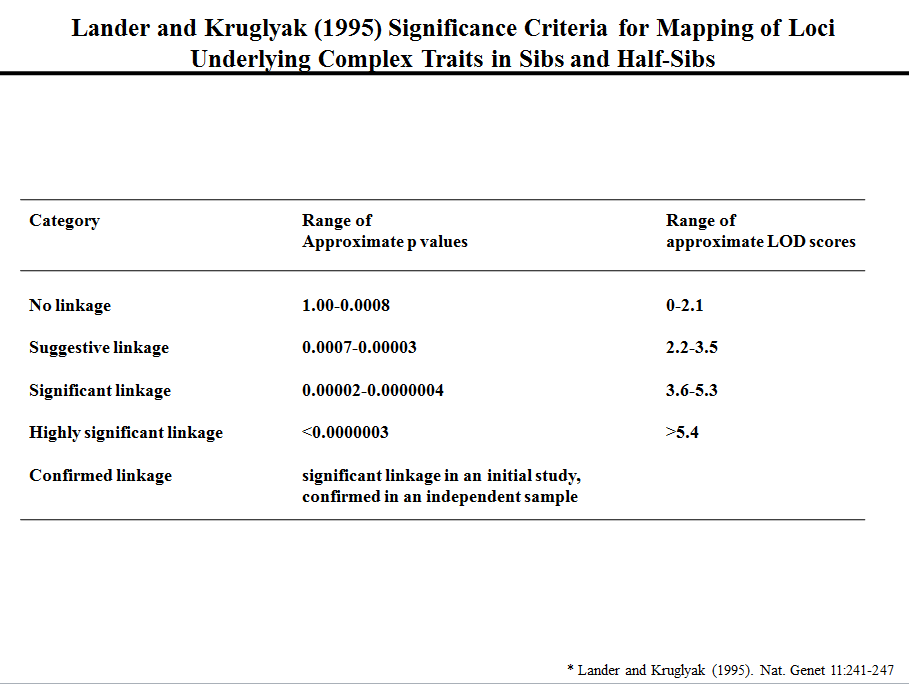 Lander and Kruglyak (1995) Significance Criteria for Mapping of Loci
Underlying Complex Traits in Sibs and Half-Sibs
Category Range of Approximate p values Range of approximate LOD scores
No linkage 1.00-0.0008 0-2.1
Suggestive linkage 0.0007-0.00003 2.2-3.5
Significant linkage 0.00002-0.0000004 3.6-5.3
Highly significant linkage <0.0000003 >5.4
Confirmed linkage significant linkage in an initial study,
confirmed in an independent sample
* Lander and Kruglyak (1995). Nat. Genet 11:241-247